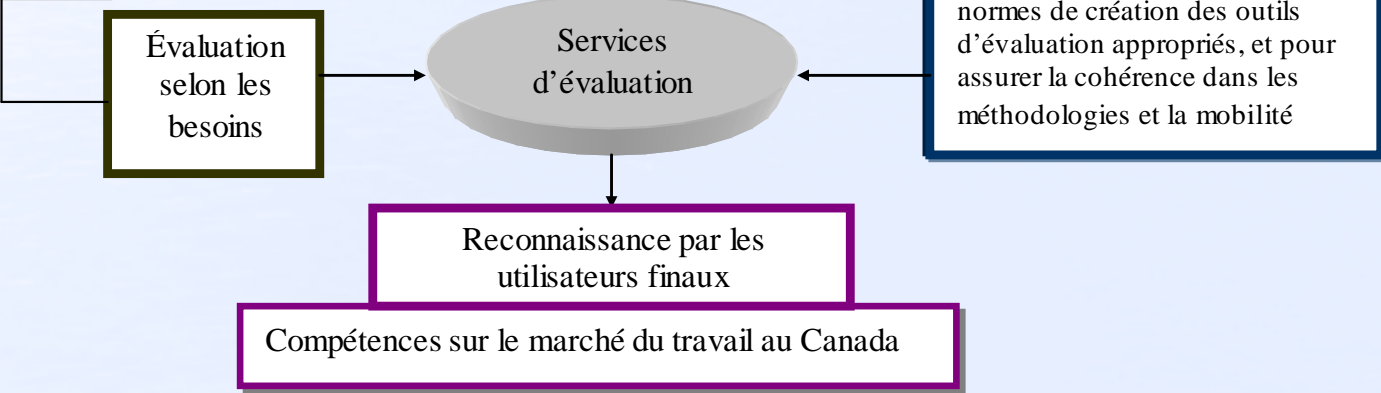 Évaluation
selon les
besoins
Services
d’évaluation
normes de création des outils
d’évaluation appropriés, et pour
assurer la cohérence dans les
méthodologies et la mobilité
Reconnaissance par les
utilisateurs finaux
Compétences sur le marché du travail au Canada